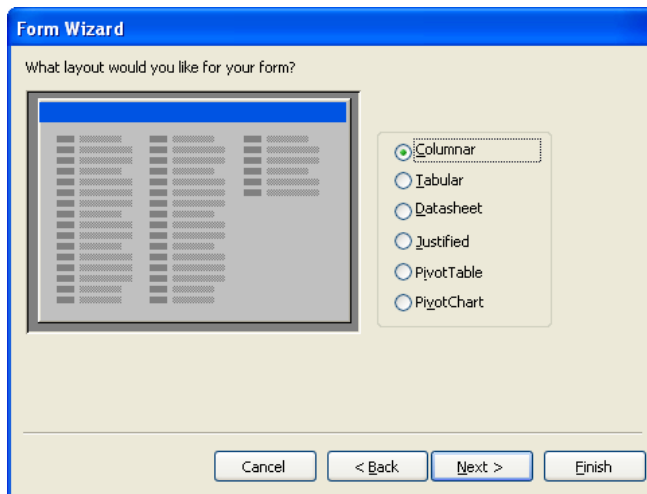 Form Wizard
What layout would you like for your form?
Columnar
Tabular
Datasheet
Justified
PivotTable
PivotChart
Cancel
< Back
Next >
Finish